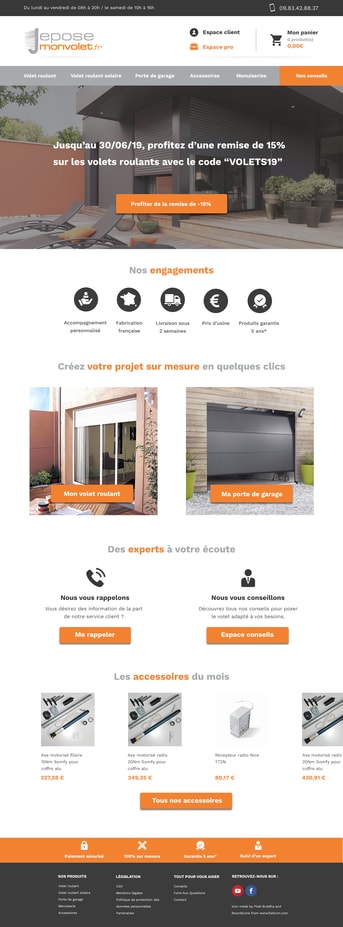 Du lundi au vendredi de 08h à 20h / le samedi de 10h à 16h
09.83.42.88.37
Jepose
monvolet.fr
Espace client
Espace pro
Mon panier
0 produit(s)
0,00€
Volet roulant
Volet roulant solaire
Porte de garage
Accessoires
Menuiseries
Nos conseils
Jusqu’au 30/06/19, profitez d’une remise de 15%
sur les volets roulants avec le code “VOLETS19”
Profiter de la remise de -15%
Nos engagements
Accompagnement
personnalisé
Fabrication
française
Livraison sous
2 semaines
Prix d'usine
Produits garantis
5 ans*
Créez votre projet sur mesure en quelques clics
Mon volet roulant
Ma porte de garage
Des experts à votre écoute
Nous vous rappelons
Vous désirez des information de la part
de notre service client ?
Me rappeler
Nous vous conseillons
Découvrez tous nos conseils pour poser
le volet adapté à vos besoins.
Espace conseils
Les accessoires du mois
Axe motorisé filaire
10Nm Somfy pour
coffre alu
227,28 €
Axe motorisé radio
20Nm Somfy pour
coffre alu
249,35 €
Récepteur radio Nice
TT2N
80,17 €
Axe motorisé radio
20Nm Somfy po
coffre alu
430,91 €
Tous nos accessoires
Paiement sécurisé
100% sur mesure
Garantie 5 ans*
Suivi d'un expert
NOS PRODUITS
Volet roulant
Volet roulant solaire
Porte de garage
Menuiserie
Accessoires
LÉGISLATION
CGV
Mentions légales
Politique de protection des
données personnelles
Partenaires
TOUT POUR VOUS AIDER
Conseils
Foire Aux Questions
Contact
RETROUVEZ-NOUS SUR :
Icon made by Pixel Buddha and
Roundicons from www.flaticon.com